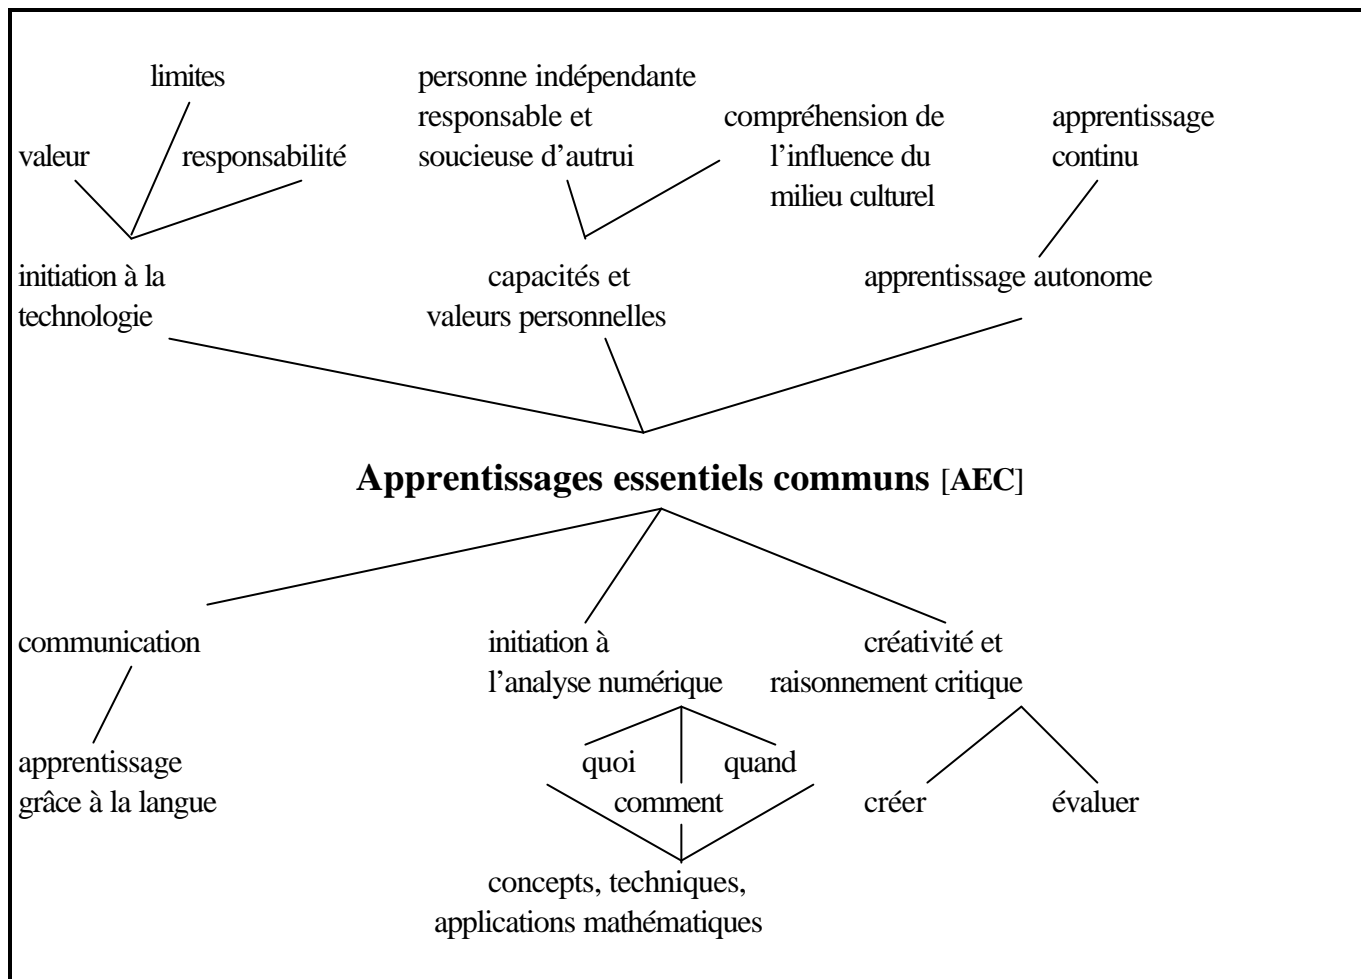 limites
valeur
responsabilité
personne indépendante
responsable et
soucieuse d'autrui
compréhension de
l'influence du
milieu culturel
apprentissage
continu
initiation à la
technologie
capacités et
valeurs personnelles
apprentissage autonome
Apprentissages essentiels communs [AEC]
communication
apprentissage
grâce à la langue
initiation à
l'analyse numérique
quoi
quand
comment
concepts, techniques,
applications mathématiques
créativité et
raisonnement critique
créer
évaluer